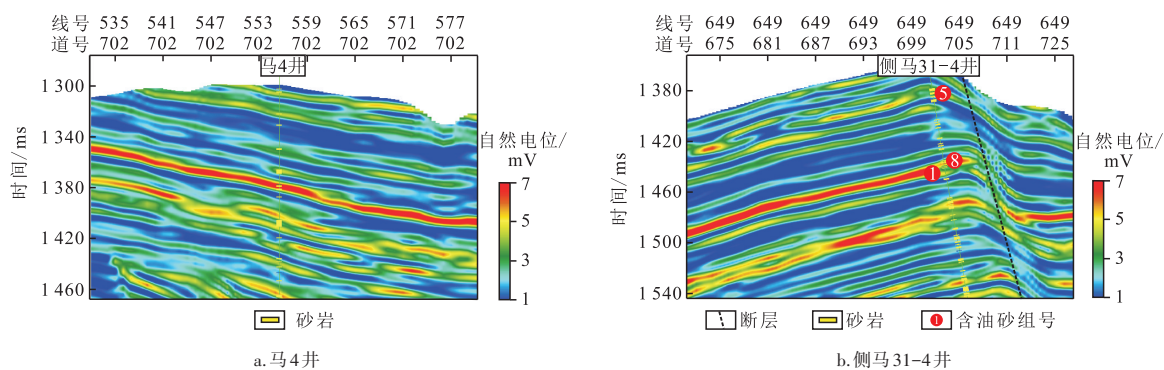 线号 535 541 547 553 559 565 571 577
道号 702 702 702 702 702 702 702 702
马4井
1 300
1 340
1 380
1 420
1 460
时间/ms
自然电位/
mV
7
5
3
1
砂岩
a.马4井
线号 649 649 649 649 649 649 649 649
道号 675 681 687 693 699 705 711 725
侧马31-4井
1 380
1 420
1 460
1 500
1 540
时间/ms
5
8
1
自然电位/
mV
7
5
3
1
断层 砂岩 1 含油砂组号
b.侧马31-4井